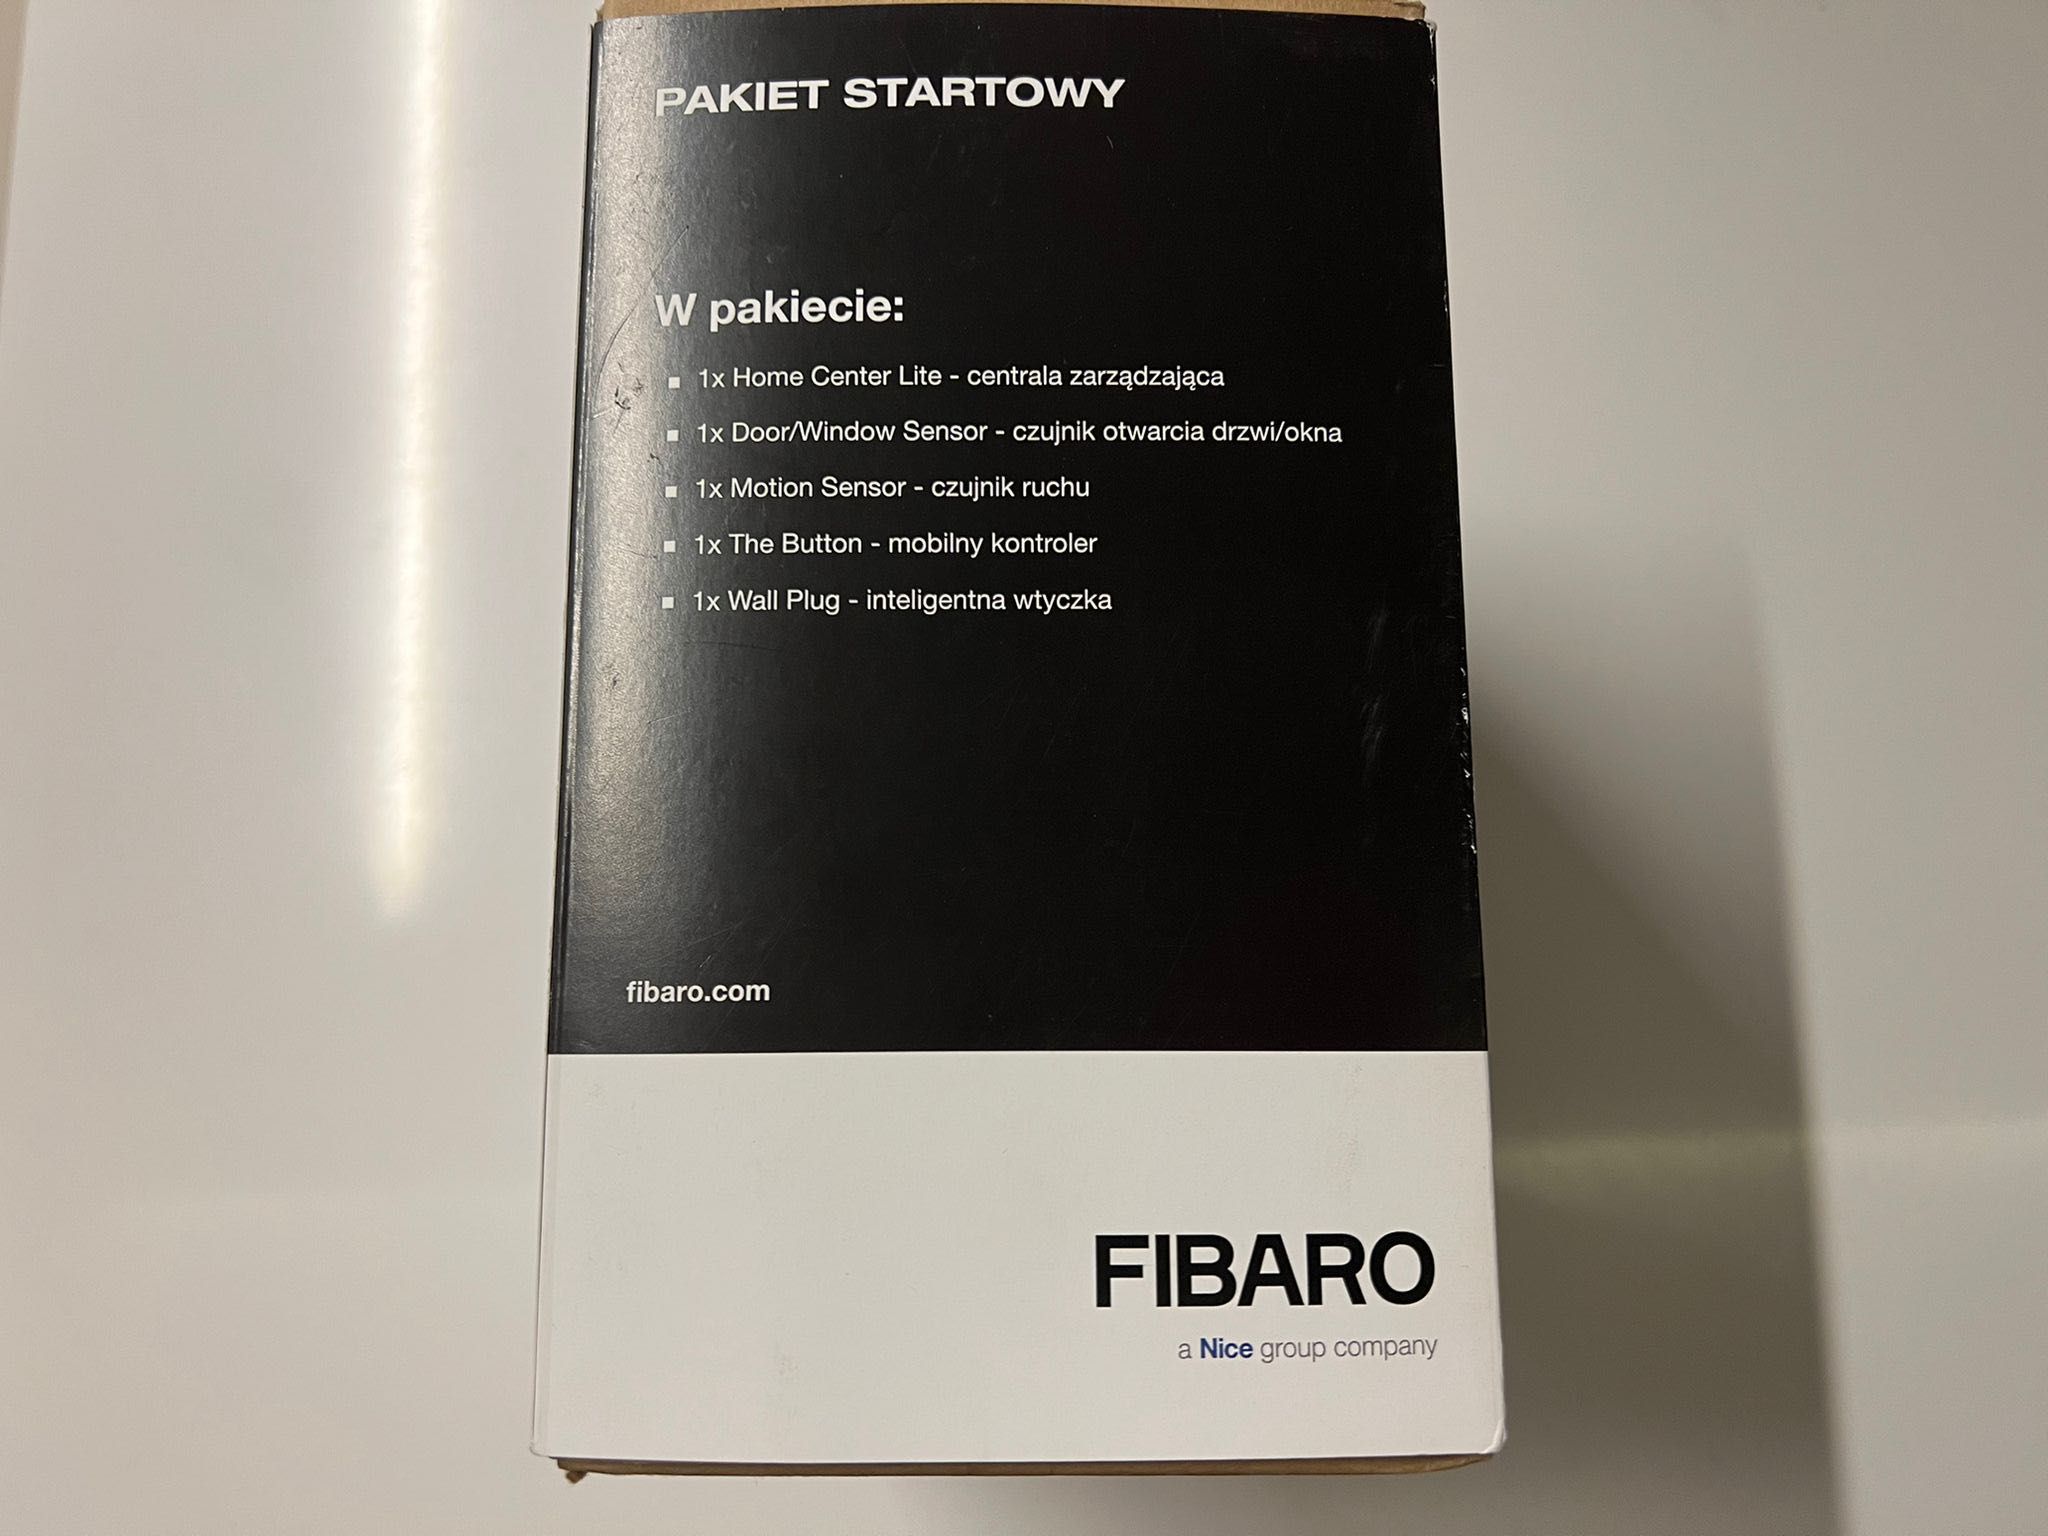 PAKIET STARTOWY
W pakiecie:
▪ 1x Home Center Lite - centrala zarządzająca
▪ 1x Door/Window Sensor - czujnik otwarcia drzwi/okna
▪ 1x Motion Sensor - czujnik ruchu
▪ 1x The Button - mobilny kontroler
▪ 1x Wall Plug - inteligentna wtyczka
fibaro.com
FIBARO
a Nice group company